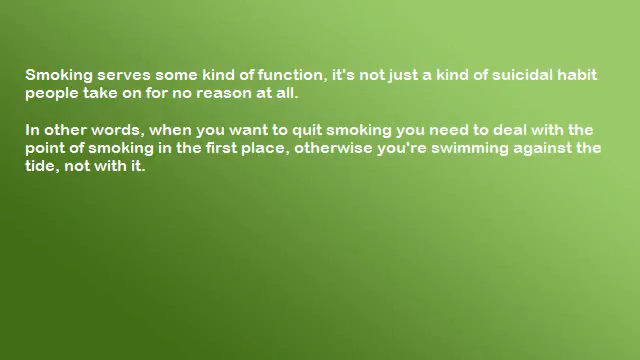 Smoking serves some kind of function, it's not just a kind of suicidal habit
people take on for no reason at all.
In other words, when you want to quit smoking you need to deal with the
point of smoking in the first place, otherwise you're swimming against the
tide, not with it.